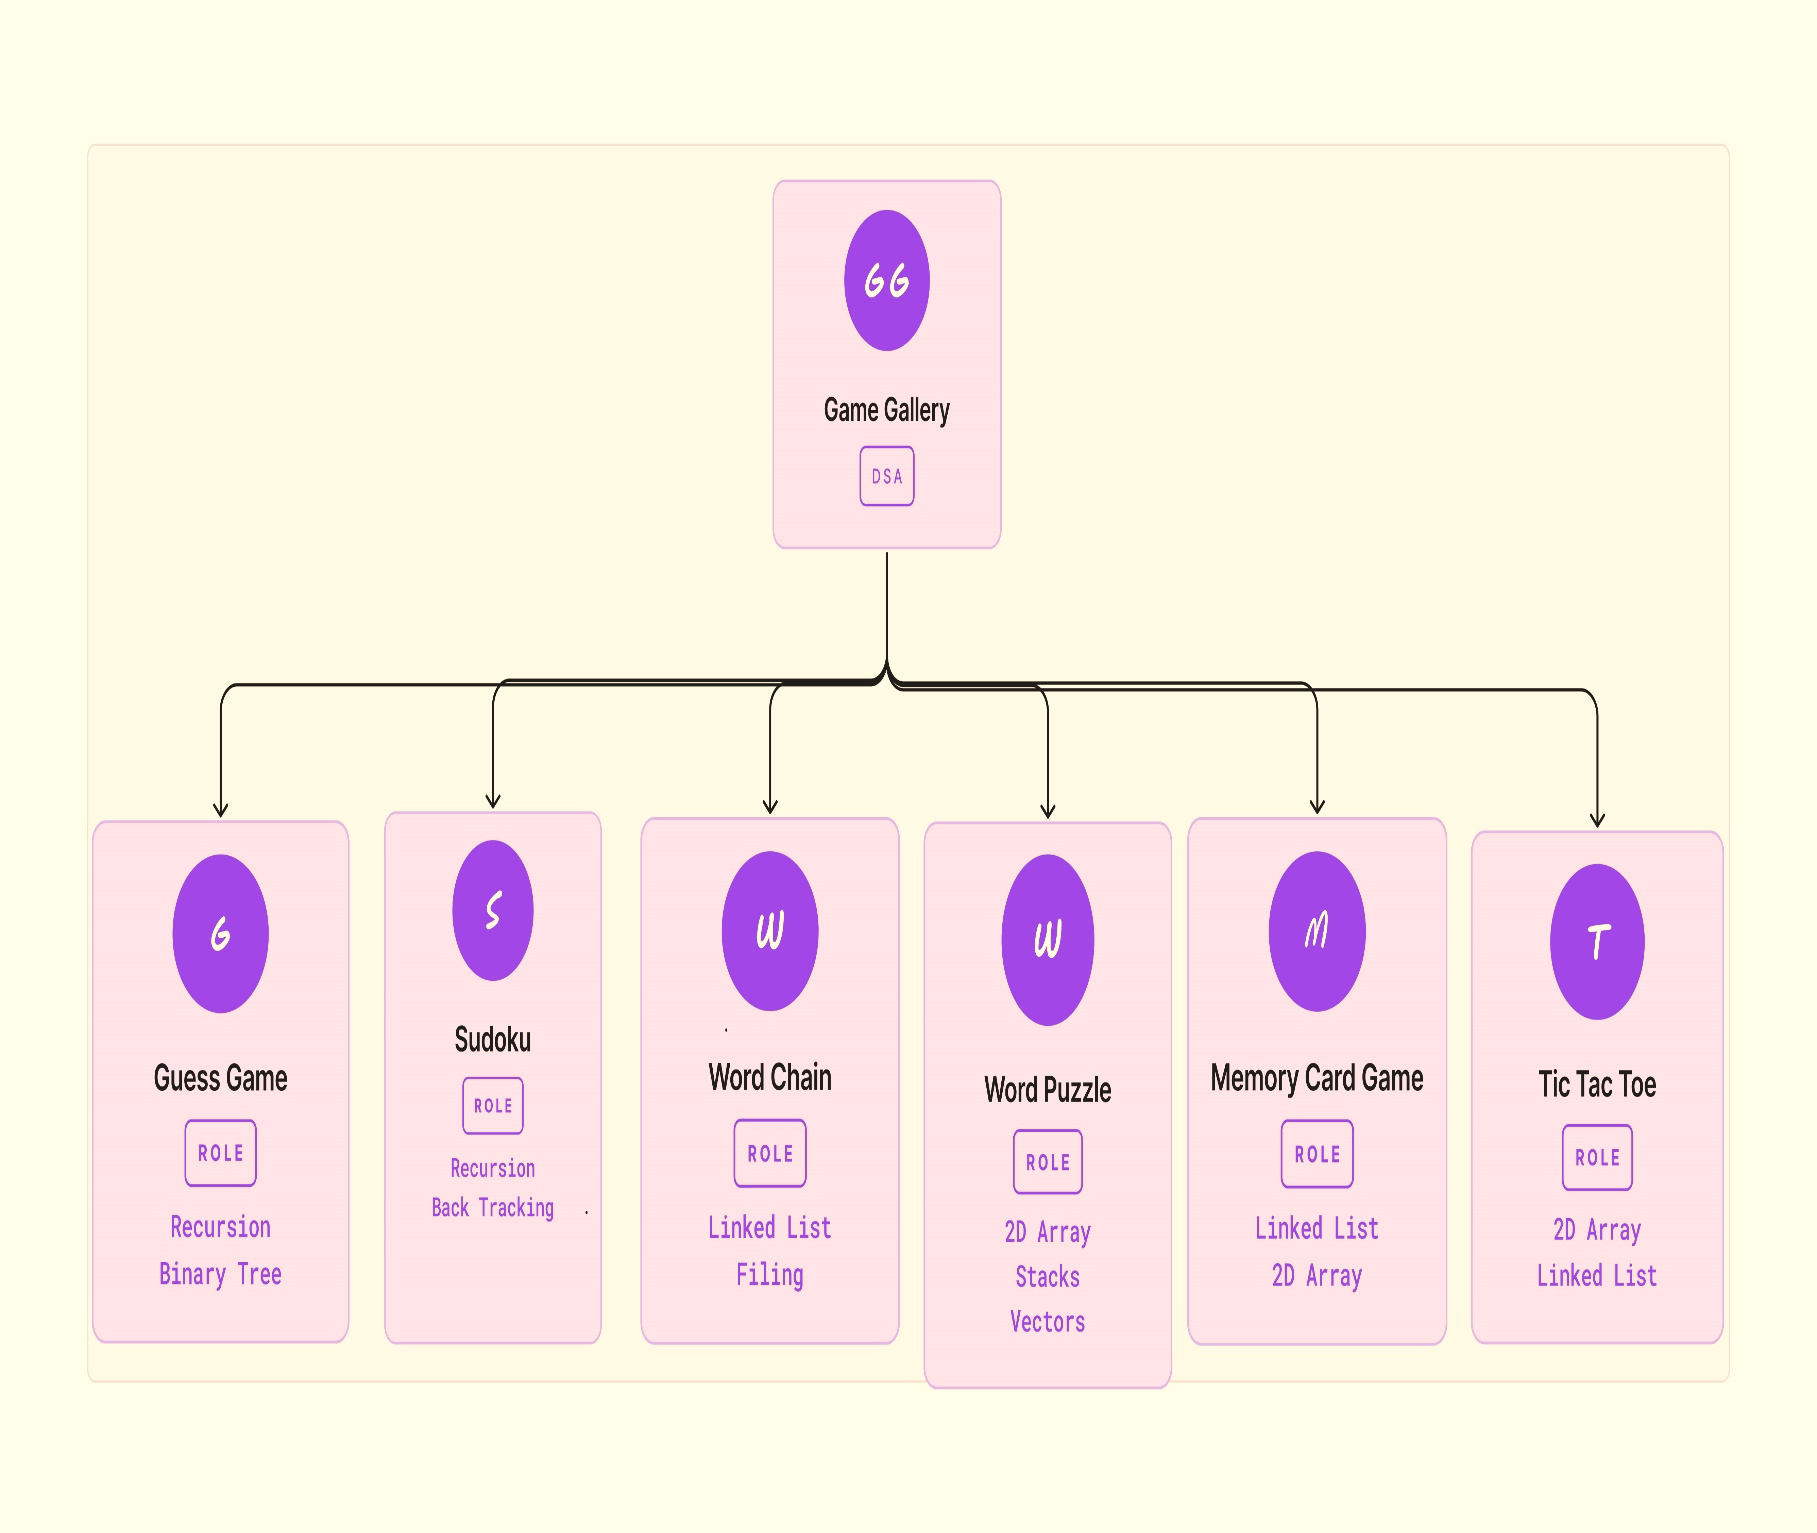 GG
Game Gallery
DSA
G
Guess Game
ROLE
Recursion
Binary Tree
S
Sudoku
ROLE
Recursion
Back Tracking
W
Word Chain
ROLE
Linked List
Filing
W
Word Puzzle
ROLE
2D Array
Stacks
Vectors
M
Memory Card Game
ROLE
Linked List
2D Array
T
Tic Tac Toe
ROLE
2D Array
Linked List